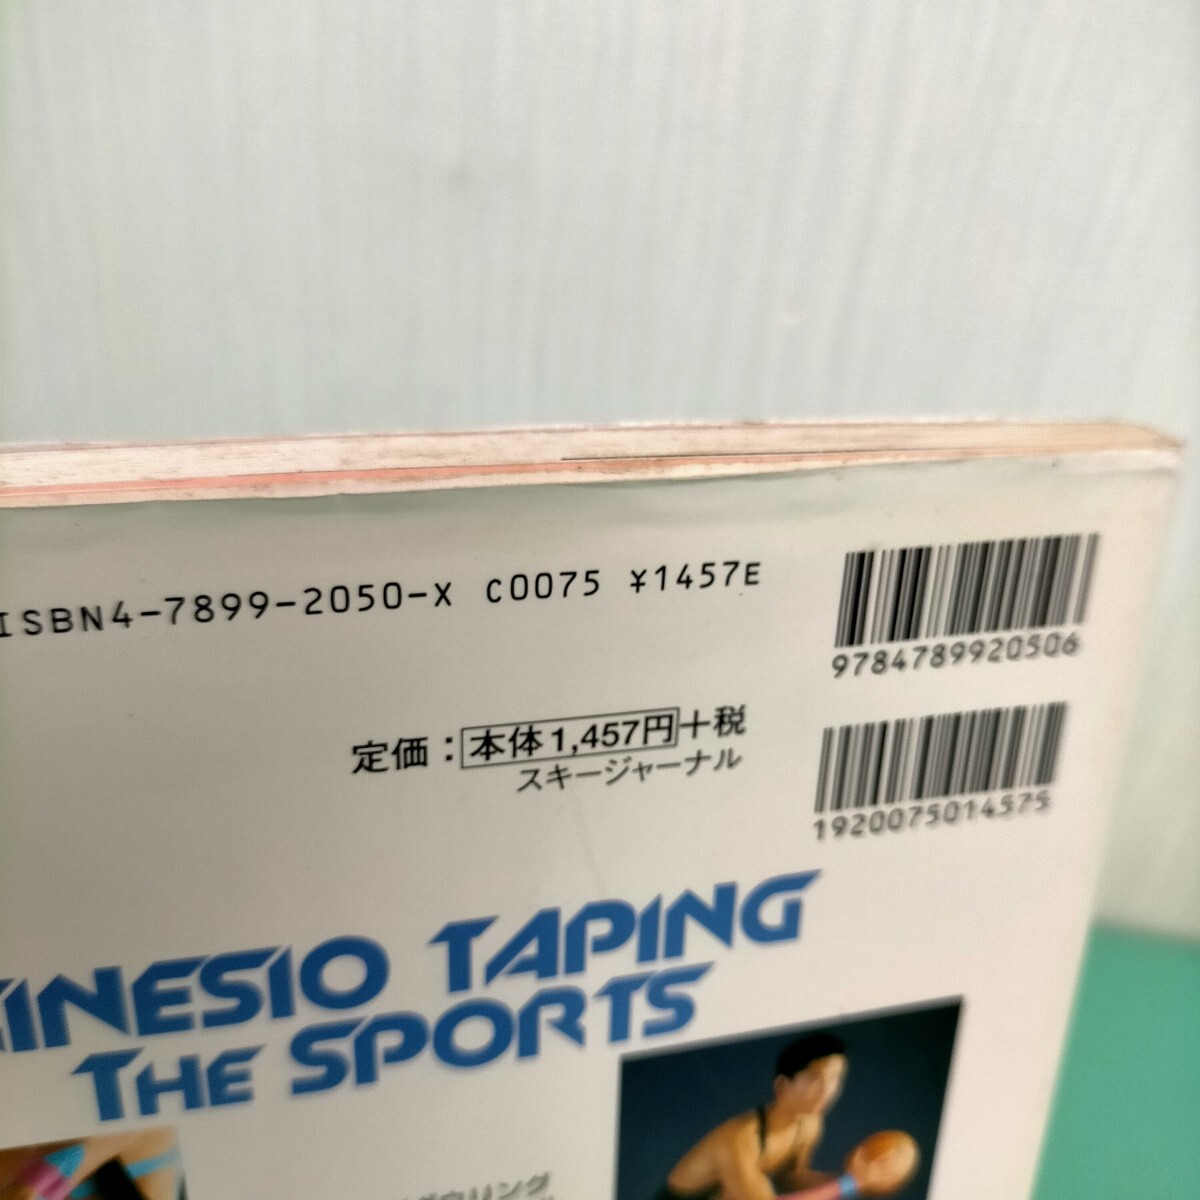 ISBN4-7899-2050-X C0075 ¥1457E
9784789920506
定価：本体1,457円+税
スキージャーナル
1920075014575
KINESIO TAPING
THE SPORTS